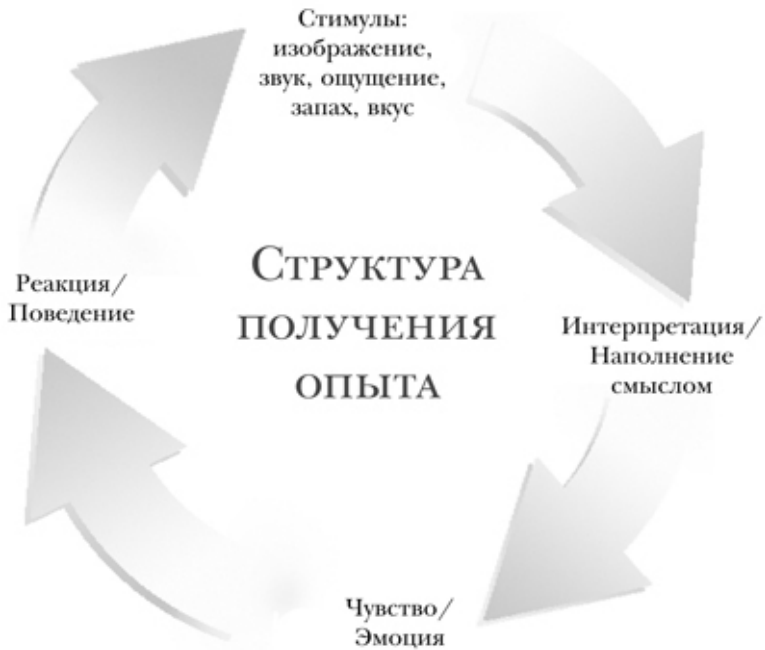 Стимулы:
изображение,
звук, ощущение,
запах, вкус
Структура
получения
опыта
Реакция/
Поведение
Интерпретация/
Наполнение
смыслом
Чувство/
Эмоция